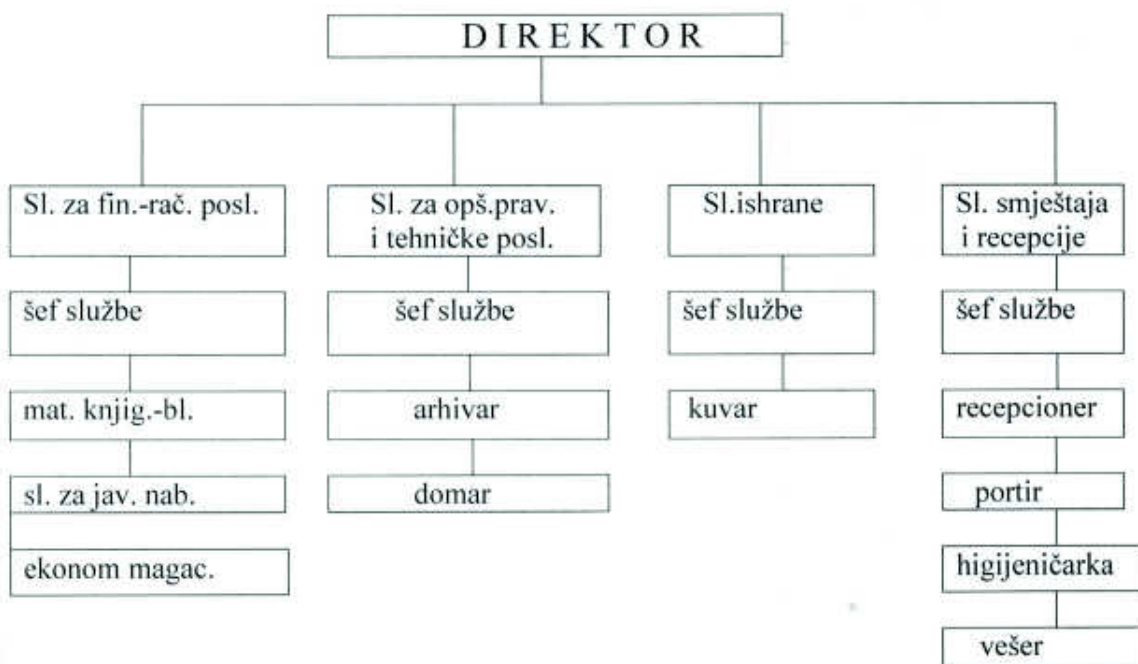 DIREKTOR
Sl. za fin.-rač. posl.
šef službe
mat. knjig.-bl.
sl. za jav. nab.
ekonom magac.
Sl. za opš.prav.
i tehničke posl.
šef službe
arhivar
domar
Sl.ishrane
šef službe
kuvar
Sl. smještaja
i recepcije
šef službe
recepcioner
portir
higijeničarka
vešer